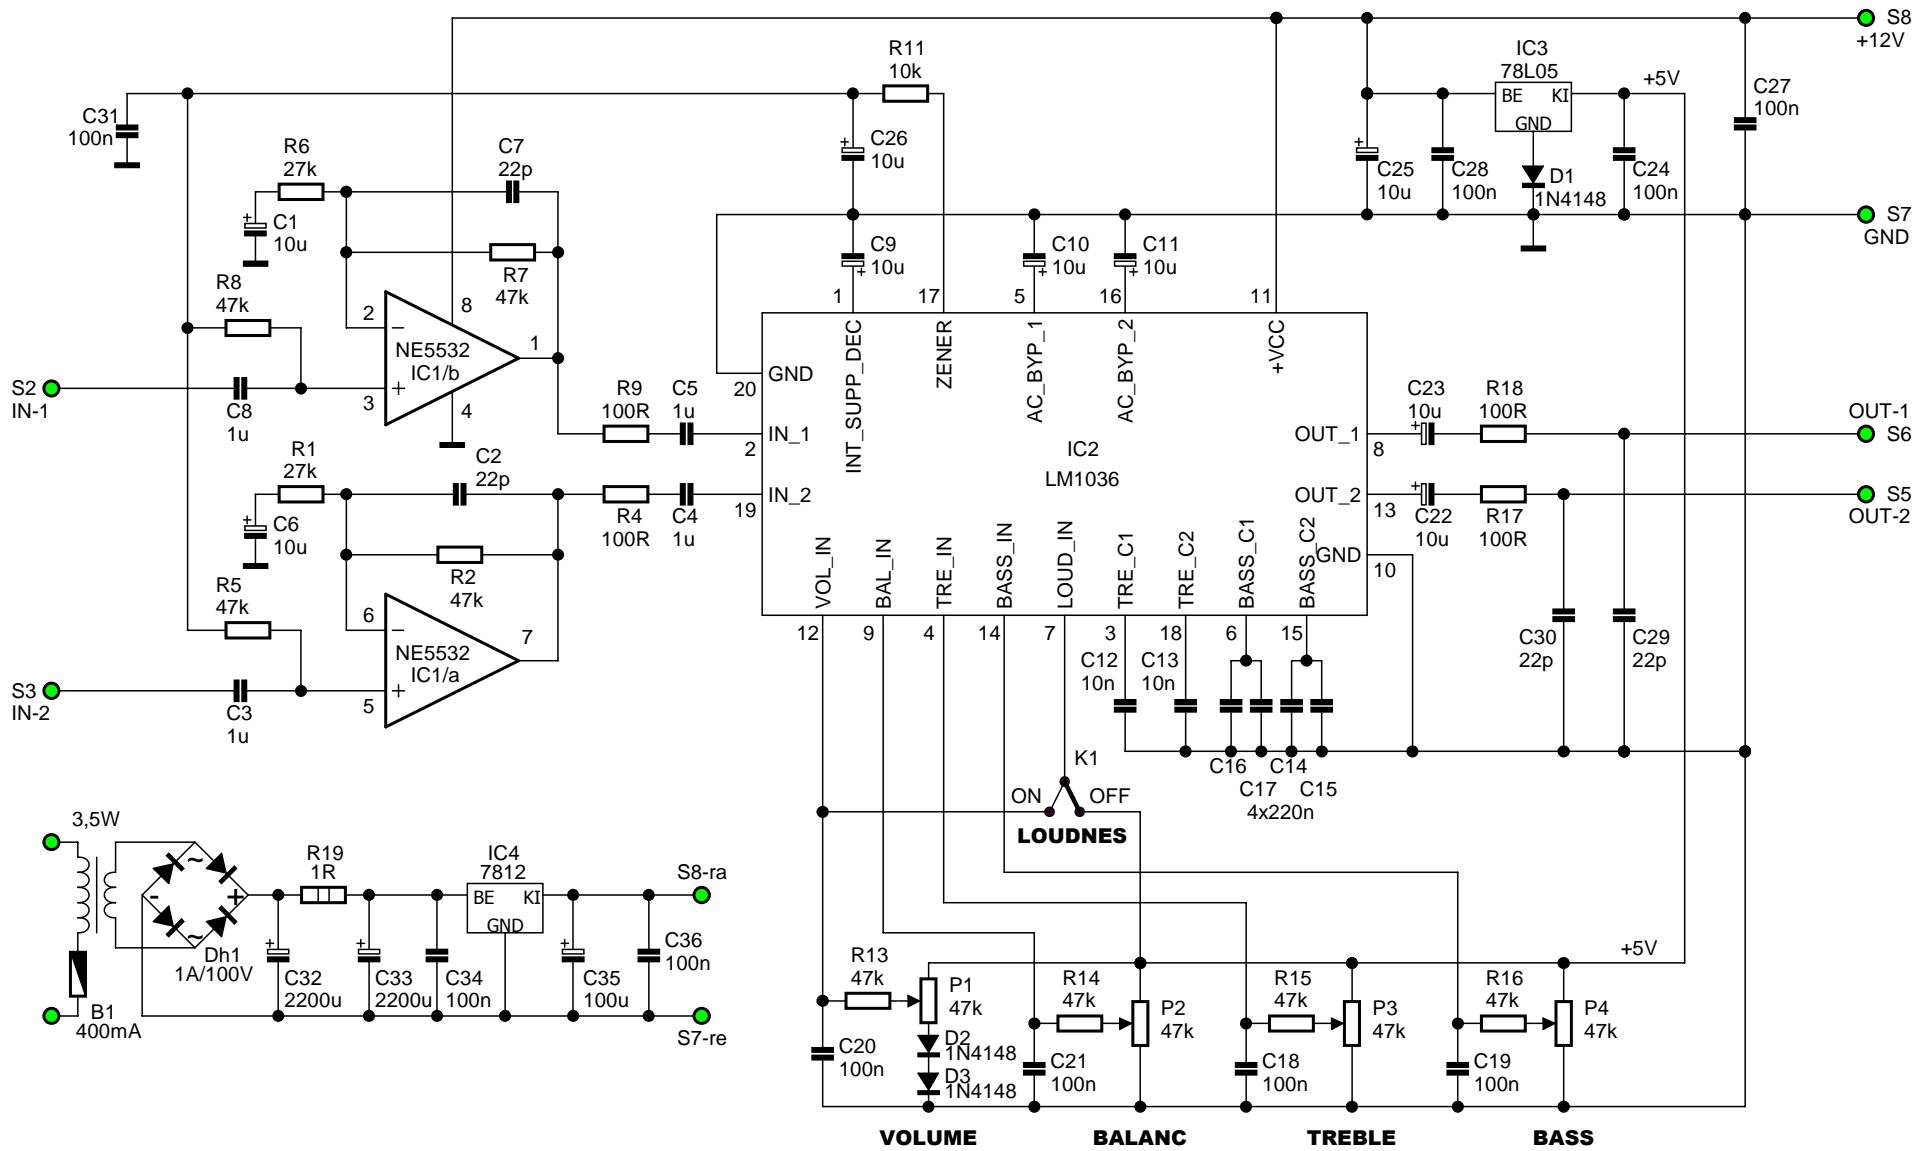 S8
+12V
R11
10k
IC3
78L05
+5V
BE
KI
GND
C27
100n
C31
100n
R6
27k
C7
22p
+
C26
10u
+
C25
10u
C28
100n
D1
1N4148
C24
100n
+
C1
10u
S7
GND
R7
47k
C9
10u
+
C10
10u
+
C11
10u
+
R8
47k
8
2
−
NE5532
IC1/b
1
+
3
4
1
17
5
16
11
INT_SUPP_DEC
ZENER
AC_BYP_1
AC_BYP_2
+VCC
GND
20
S2
IN-1
C8
1u
R9
100R
C5
1u
IN_1
2
IC2
LM1036
OUT_1
8
C23
10u
+
R18
100R
OUT-1
S6
R1
27k
C2
22p
+
C6
10u
R4
100R
C4
1u
IN_2
19
OUT_2
13
+
C22
10u
R17
100R
S5
OUT-2
R2
47k
R5
47k
GND
10
VOL_IN
BAL_IN
TRE_IN
BASS_IN
LOUD_IN
TRE_C1
TRE_C2
BASS_C1
BASS_C2
12
9
4
14
7
3
18
6
15
6
−
NE5532
IC1/a
7
+
5
S3
IN-2
C3
1u
C12
10n
C13
10n
C30
22p
C29
22p
C16
C14
C17
C15
4x220n
K1
ON
OFF
LOUDNES
3,5W
~
-
+
~
Dh1
1A/100V
B1
400mA
R19
1R
IC4
7812
BE
KI
GND
S8-ra
+
C32
2200u
+
C33
2200u
C34
100n
+
C35
100u
C36
100n
S7-re
+5V
R13
47k
P1
47k
R14
47k
P2
47k
R15
47k
P3
47k
R16
47k
P4
47k
C20
100n
D2
1N4148
D3
1N4148
C21
100n
C18
100n
C19
100n
VOLUME
BALANC
TREBLE
BASS